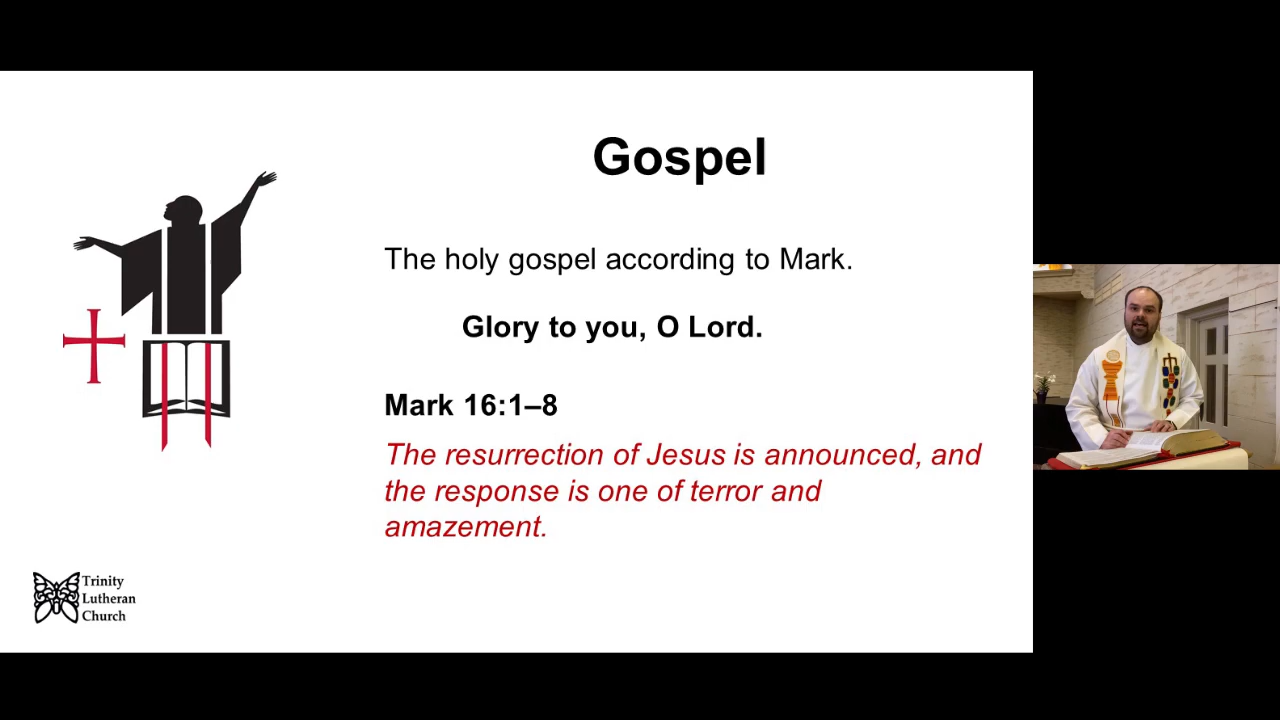 Gospel
The holy gospel according to Mark.
Glory to you, O Lord.
Mark 16:1–8
The resurrection of Jesus is announced, and
the response is one of terror and
amazement.
Trinity
Lutheran
Church